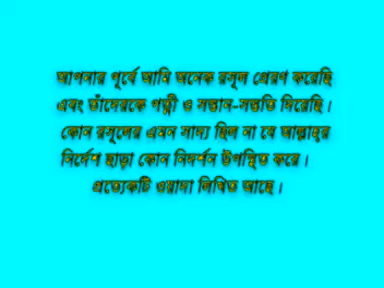 আপনার পূর্বে আমি অনেক রসূল প্রেরণ করেছি
এবং তাঁদেরকে পত্নী ও সন্তান-সন্ততি দিয়েছি।
কোন রসূলের এমন সাধ্য ছিল না যে আল্লাহর
নির্দেশ ছাড়া কোন নিদর্শন উপস্থিত করে।
প্রত্যেকটি ওয়াদা লিখিত আছে।